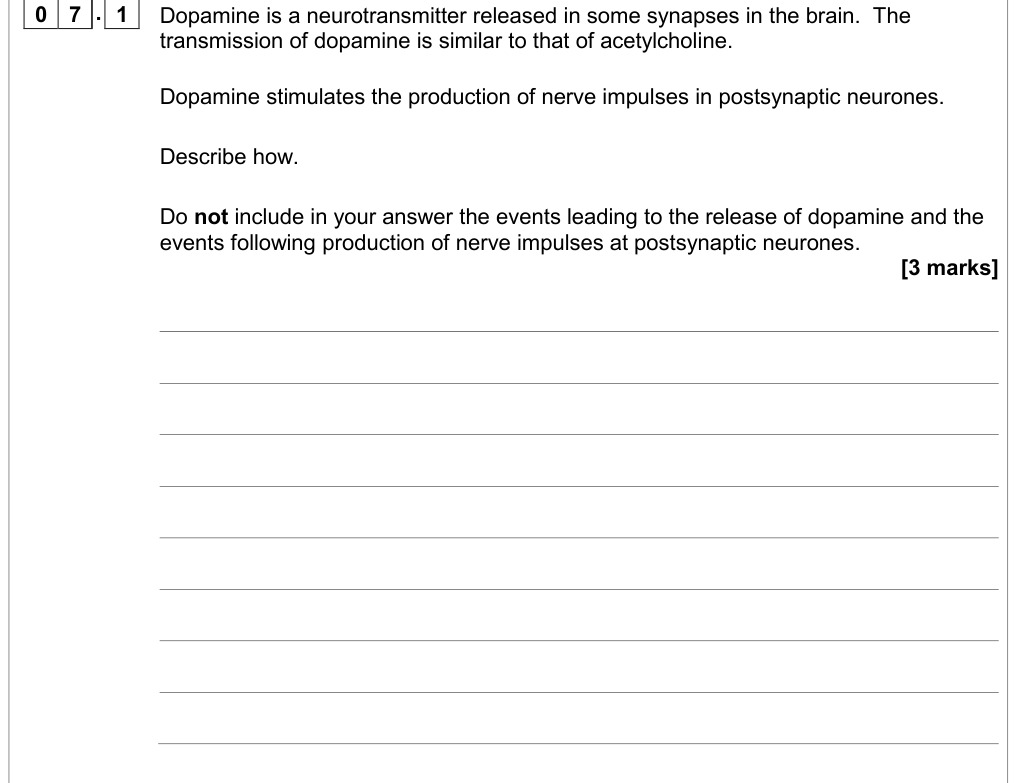 0 7 . 1 Dopamine is a neurotransmitter released in some synapses in the brain. The
transmission of dopamine is similar to that of acetylcholine.
Dopamine stimulates the production of nerve impulses in postsynaptic neurones.
Describe how.
Do not include in your answer the events leading to the release of dopamine and the
events following production of nerve impulses at postsynaptic neurones.
[3 marks]